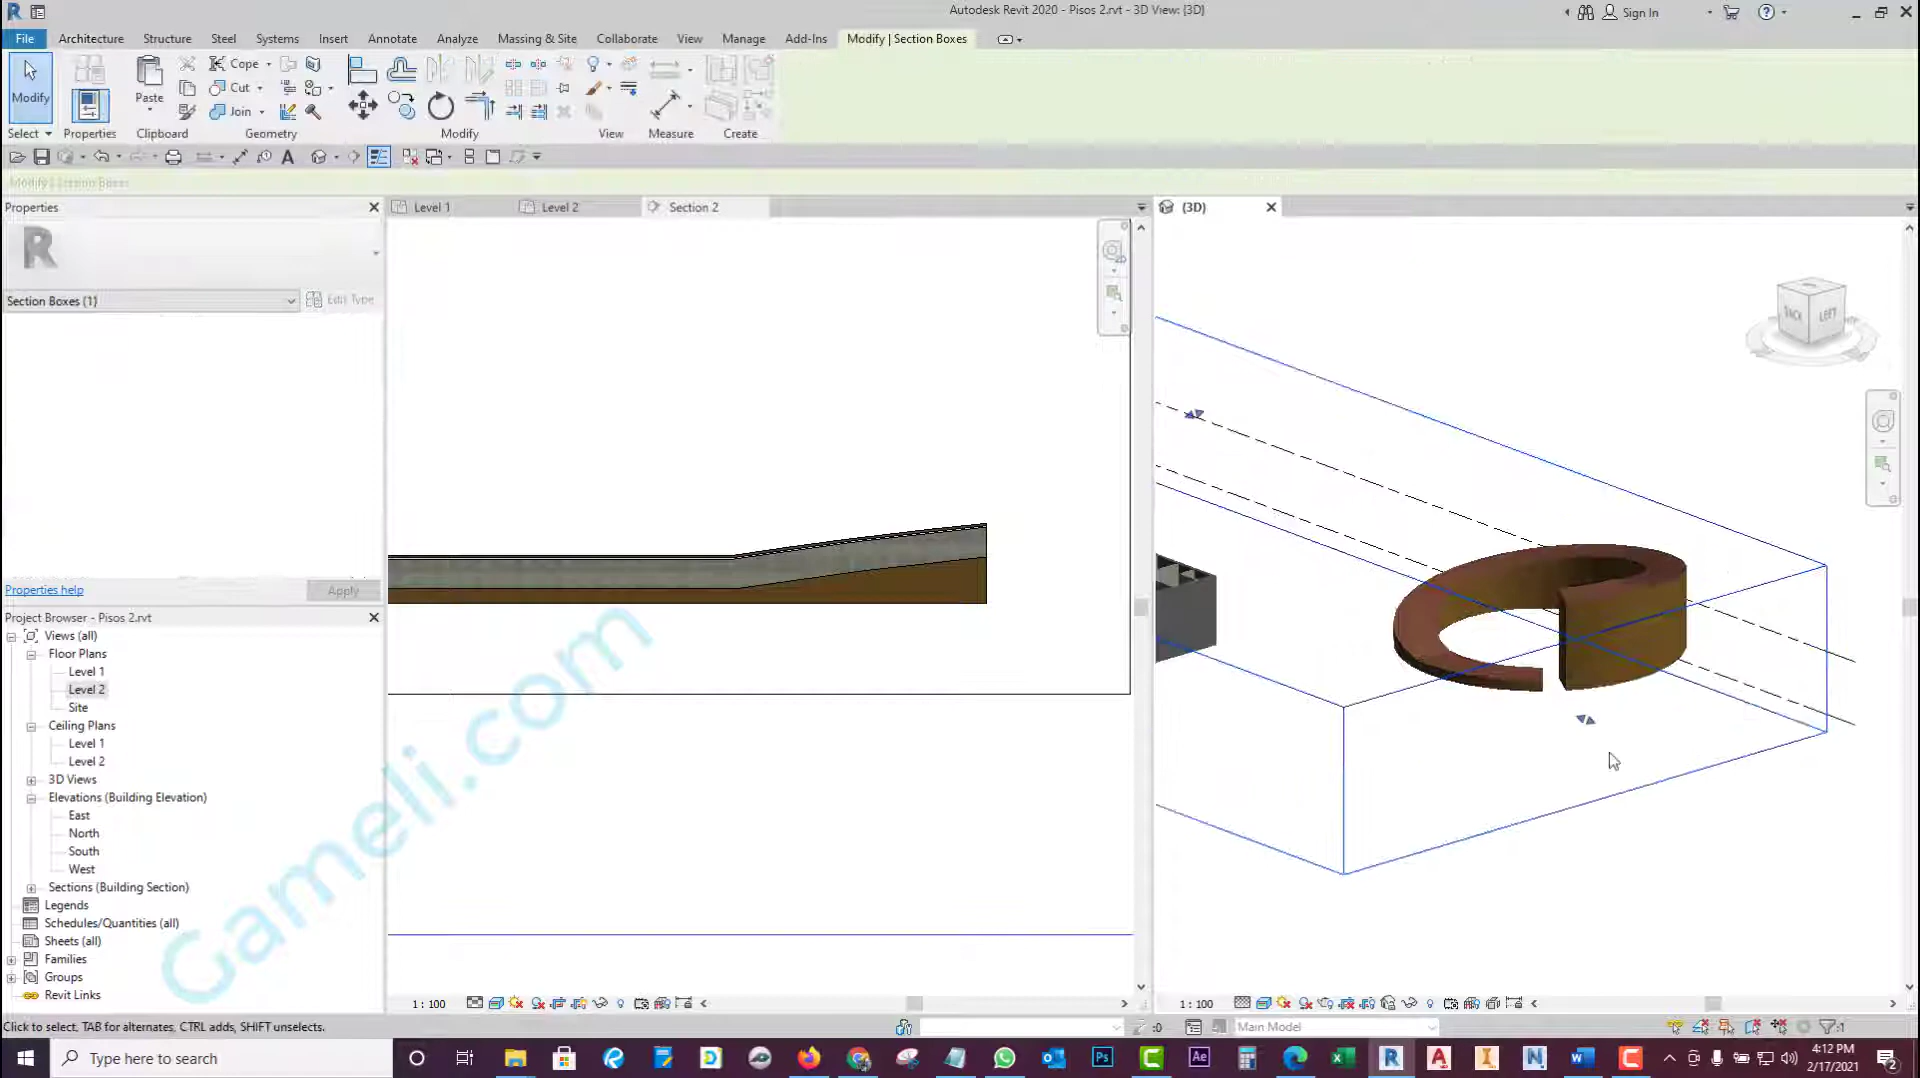 Autodesk Revit 2020 - Pisos 2.rvt - 3D View: {3D}
Sign In
File Architecture Structure Steel Systems Insert Annotate Analyze Massing & Site Collaborate View Manage Add-Ins Modify | Section Boxes
Modify Paste Cope Cut Join
Select Properties Clipboard Geometry Modify View Measure Create
Modify | Section Boxes
Properties
Level 1 Level 2 Section 2 {3D}
Section Boxes (1) Edit Type
LEFT
Properties help Apply
Project Browser - Pisos 2.rvt
Views (all)
Floor Plans
Level 1
Level 2
Site
Ceiling Plans
Level 1
Level 2
3D Views
Elevations (Building Elevation)
East
North
South
West
Sections (Building Section)
Legends
Schedules/Quantities (all)
Sheets (all)
Families
Groups
Revit Links
Gameli.com
1 : 100
1 : 100
Click to select, TAB for alternates, CTRL adds, SHIFT unselects.
:0
Main Model
:1
Type here to search
4:12 PM
2/17/2021